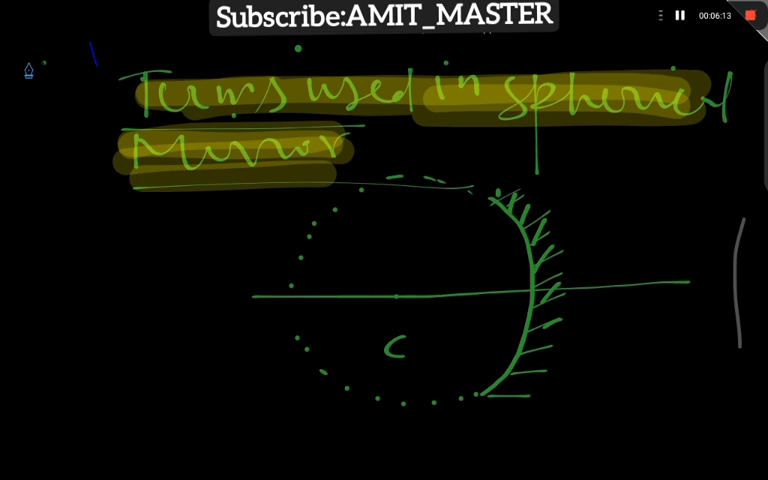 Subscribe:AMIT_MASTER
00:06:13
Terms used in spherical
Mirror
C